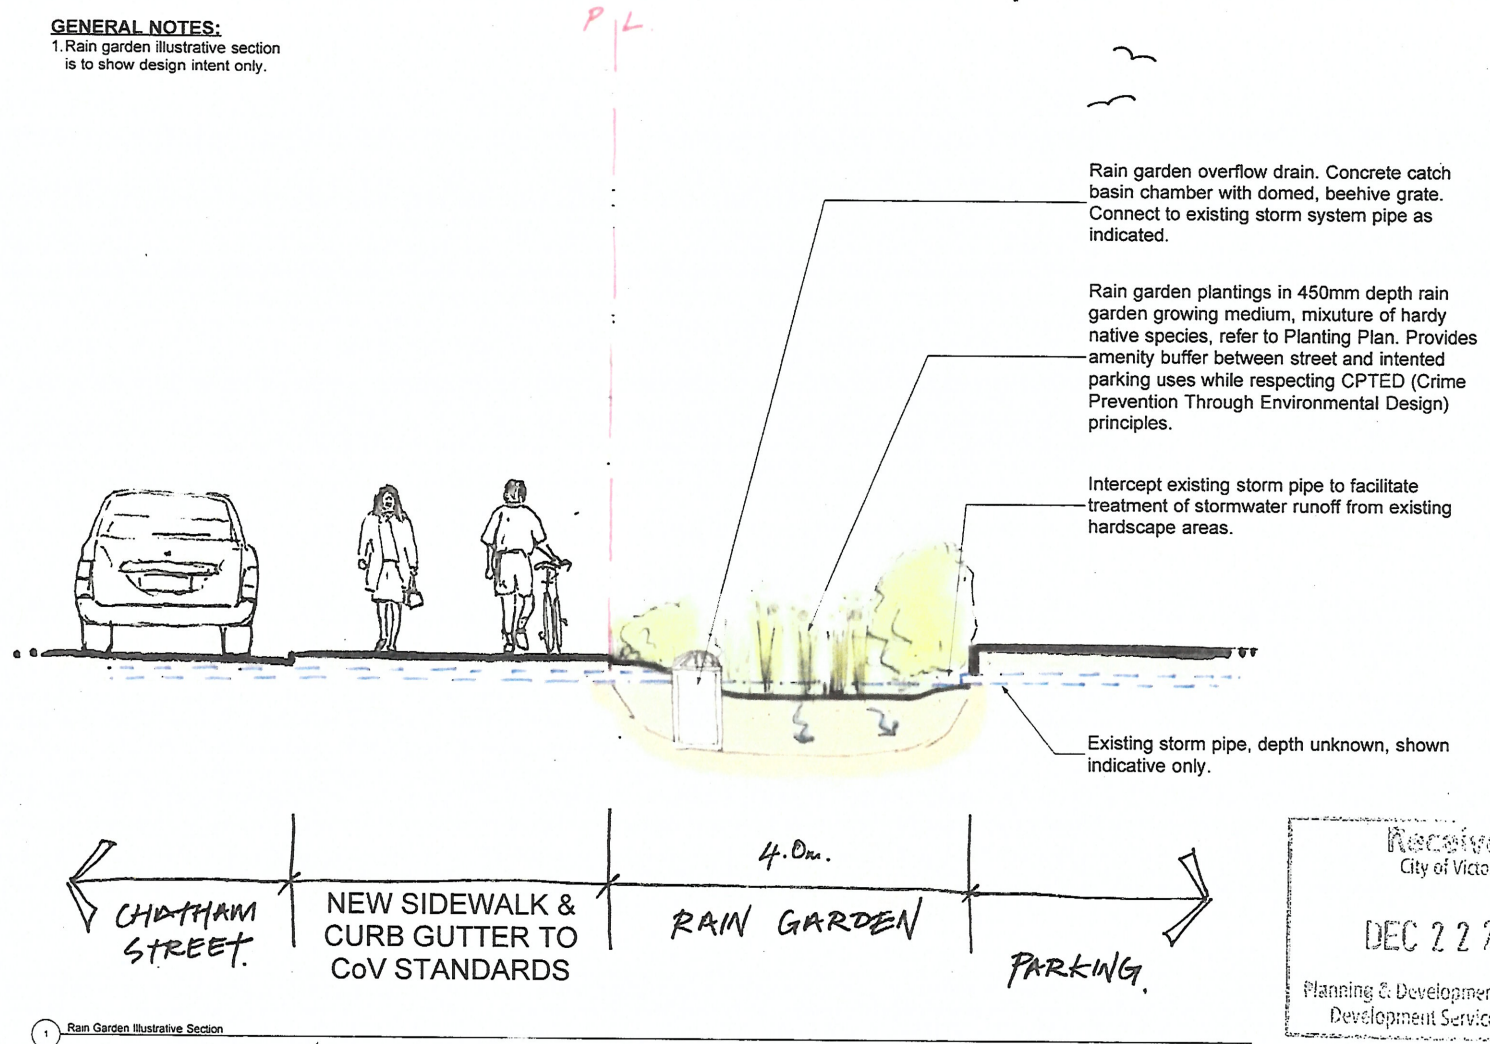 P L
GENERAL NOTES:
1. Rain garden illustrative section
is to show design intent only.
Rain garden overflow drain. Concrete catch
basin chamber with domed, beehive grate.
Connect to existing storm system pipe as
indicated.
Rain garden plantings in 450mm depth rain
garden growing medium, mixuture of hardy
native species, refer to Planting Plan. Provides
amenity buffer between street and intented
parking uses while respecting CPTED (Crime
Prevention Through Environmental Design)
principles.
Intercept existing storm pipe to facilitate
treatment of stormwater runoff from existing
hardscape areas.
Existing storm pipe, depth unknown, shown
indicative only.
4.0m.
CHATHAM
STREET.
NEW SIDEWALK &
CURB GUTTER TO
CoV STANDARDS
RAIN GARDEN
PARKING.
Receiv
City of Victo
DEC 22
Planning & Developmen
Development Servic
1 Rain Garden Illustrative Section